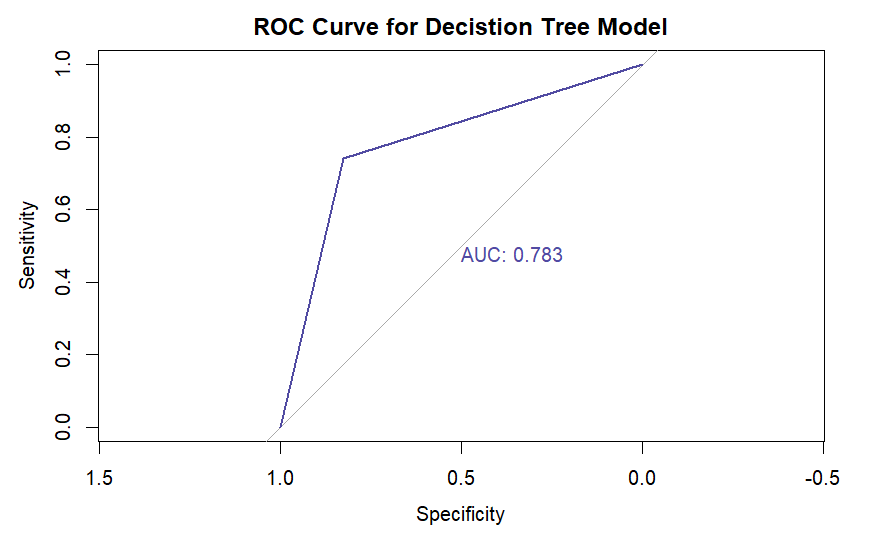 ROC Curve for Decistion Tree Model
1.0
0.8
0.6
0.4
0.2
0.0
Sensitivity
AUC: 0.783
1.5 1.0 0.5 0.0 -0.5
Specificity